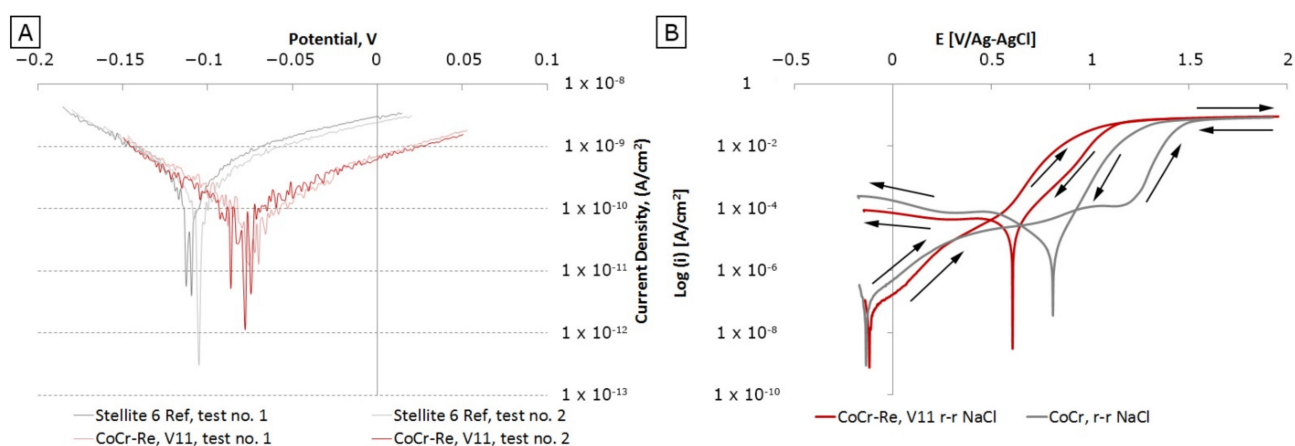 A
Potential, V
−0.2 −0.15 −0.1 −0.05 0 0.05 0.1
1 x 10⁻⁸
1 x 10⁻⁹
1 x 10⁻¹⁰
1 x 10⁻¹¹
1 x 10⁻¹²
1 x 10⁻¹³
Current Density, (A/cm²)
Stellite 6 Ref, test no. 1
Stellite 6 Ref, test no. 2
CoCr-Re, V11, test no. 1
CoCr-Re, V11, test no. 2
B
E [V/Ag-AgCl]
−0.5 0 0.5 1 1.5 2
1
1 x 10⁻²
1 x 10⁻⁴
1 x 10⁻⁶
1 x 10⁻⁸
1 x 10⁻¹⁰
Log (i) [A/cm²]
CoCr-Re, V11 r-r NaCl
CoCr, r-r NaCl